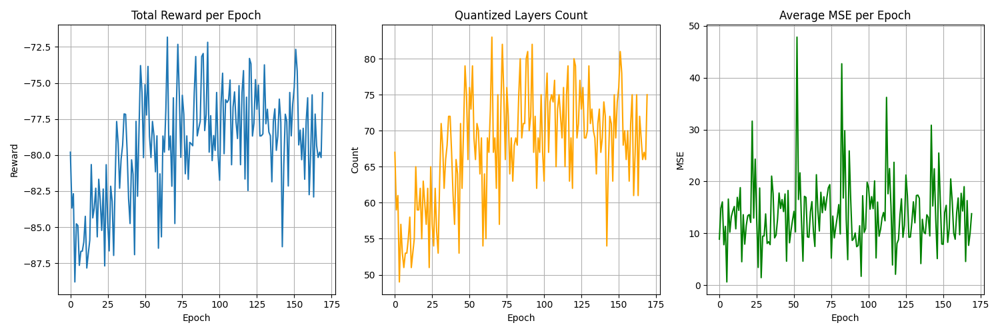 Total Reward per Epoch
Reward
−72.5
−75.0
−77.5
−80.0
−82.5
−85.0
−87.5
0 25 50 75 100 125 150 175
Epoch
Quantized Layers Count
Count
80
75
70
65
60
55
50
0 25 50 75 100 125 150 175
Epoch
Average MSE per Epoch
MSE
50
40
30
20
10
0
0 25 50 75 100 125 150 175
Epoch